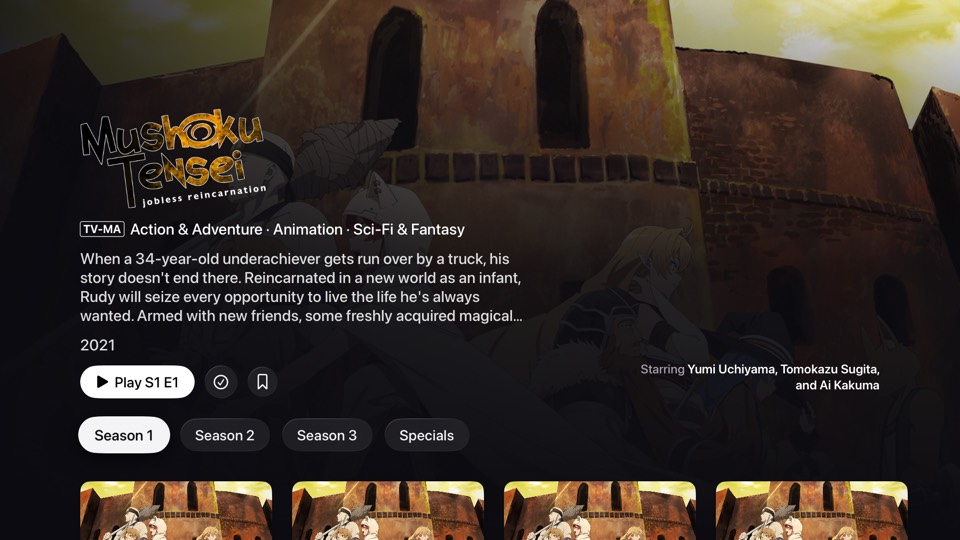 Mushoku
Tensei
jobless reincarnation
TV-MA Action & Adventure · Animation · Sci-Fi & Fantasy
When a 34-year-old underachiever gets run over by a truck, his
story doesn't end there. Reincarnated in a new world as an infant,
Rudy will seize every opportunity to live the life he's always
wanted. Armed with new friends, some freshly acquired magical...
2021
Play S1 E1
Starring Yumi Uchiyama, Tomokazu Sugita,
and Ai Kakuma
Season 1 Season 2 Season 3 Specials